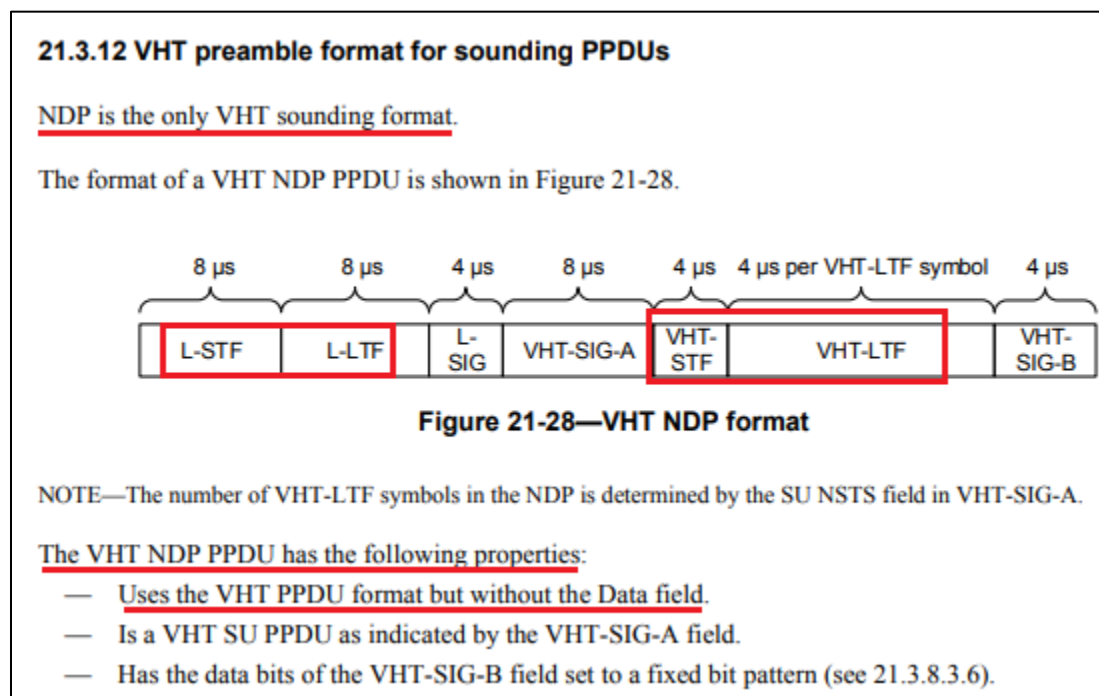 21.3.12 VHT preamble format for sounding PPDUs
NDP is the only VHT sounding format.
The format of a VHT NDP PPDU is shown in Figure 21-28.
8 µs 8 µs 4 µs 8 µs 4 µs 4 µs per VHT-LTF symbol 4 µs
L-STF L-LTF L-SIG VHT-SIG-A VHT-STF VHT-LTF VHT-SIG-B
Figure 21-28—VHT NDP format
NOTE—The number of VHT-LTF symbols in the NDP is determined by the SU NSTS field in VHT-SIG-A.
The VHT NDP PPDU has the following properties:
— Uses the VHT PPDU format but without the Data field.
— Is a VHT SU PPDU as indicated by the VHT-SIG-A field.
— Has the data bits of the VHT-SIG-B field set to a fixed bit pattern (see 21.3.8.3.6).